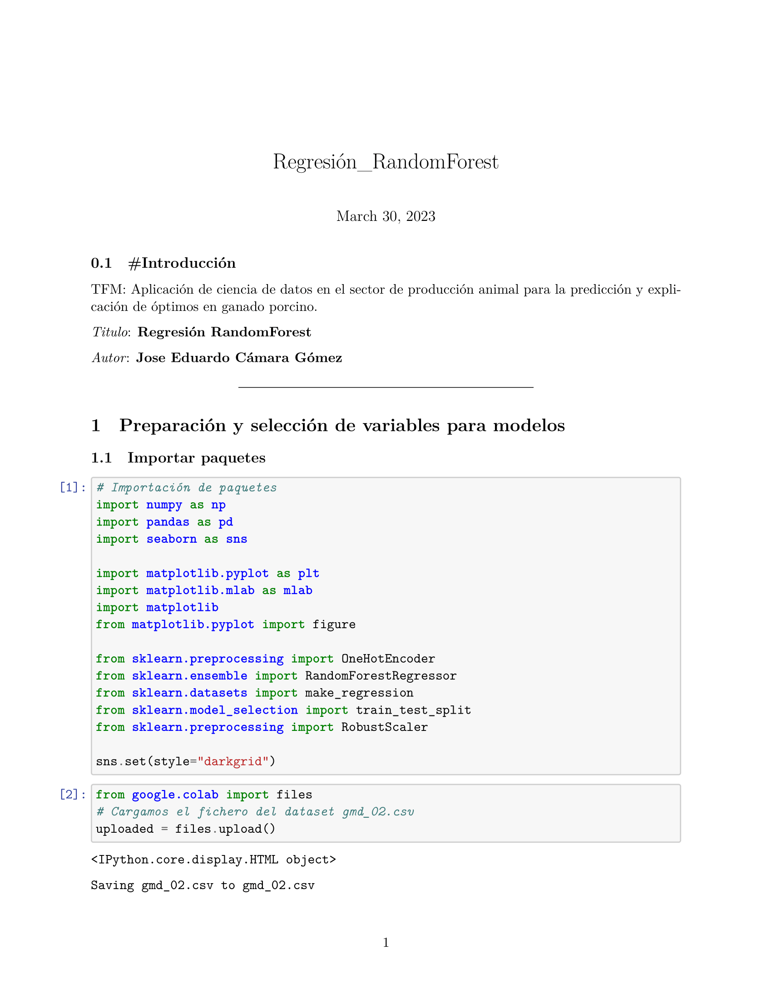 Regresión_RandomForest
March 30, 2023
0.1 #Introducción
TFM: Aplicación de ciencia de datos en el sector de producción animal para la predicción y expli-
cación de óptimos en ganado porcino.
Titulo: Regresión RandomForest
Autor: Jose Eduardo Cámara Gómez
1 Preparación y selección de variables para modelos
1.1 Importar paquetes
[1]: # Importación de paquetes
import numpy as np
import pandas as pd
import seaborn as sns
import matplotlib.pyplot as plt
import matplotlib.mlab as mlab
import matplotlib
from matplotlib.pyplot import figure
from sklearn.preprocessing import OneHotEncoder
from sklearn.ensemble import RandomForestRegressor
from sklearn.datasets import make_regression
from sklearn.model_selection import train_test_split
from sklearn.preprocessing import RobustScaler
sns.set(style="darkgrid")
[2]: from google.colab import files
# Cargamos el fichero del dataset gmd_02.csv
uploaded = files.upload()
<IPython.core.display.HTML object>
Saving gmd_02.csv to gmd_02.csv
1